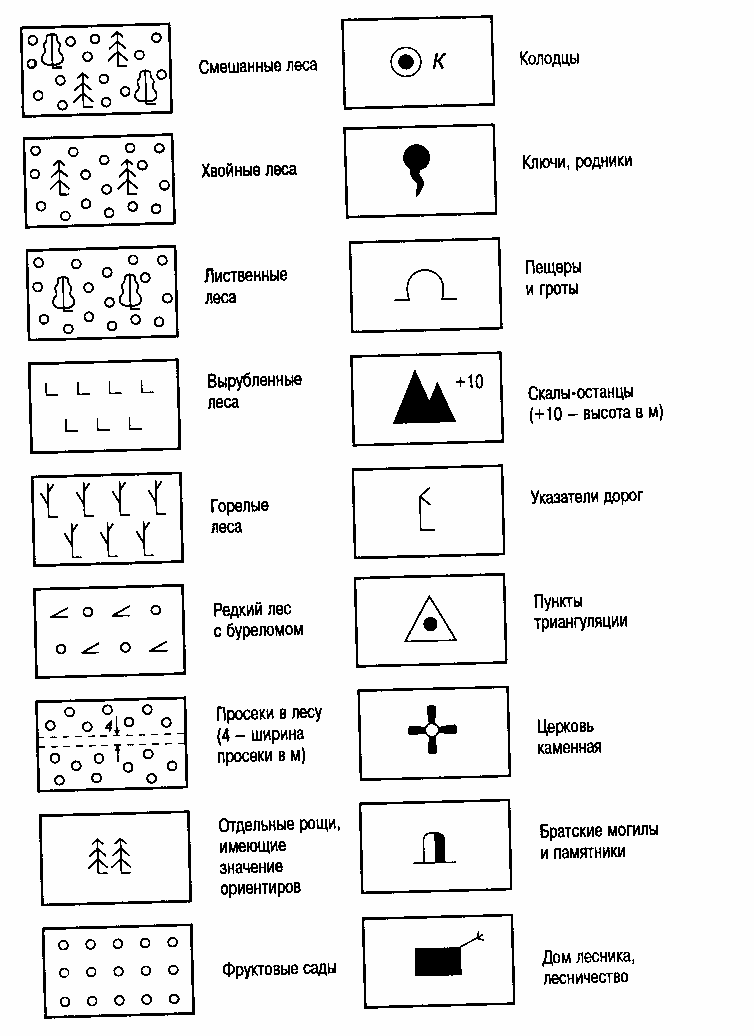 Смешанные леса
Хвойные леса
Лиственные
леса
Вырубленные
леса
Горелые
леса
Редкий лес
с буреломом
4
Просеки в лесу
(4 – ширина
просеки в м)
Отдельные рощи,
имеющие
значение
ориентиров
Фруктовые сады
К
Колодцы
Ключи, родники
Пещеры
и гроты
+10
Скалы-останцы
(+10 – высота в м)
Указатели дорог
Пункты
триангуляции
Церковь
каменная
Братские могилы
и памятники
Дом лесника,
лесничество